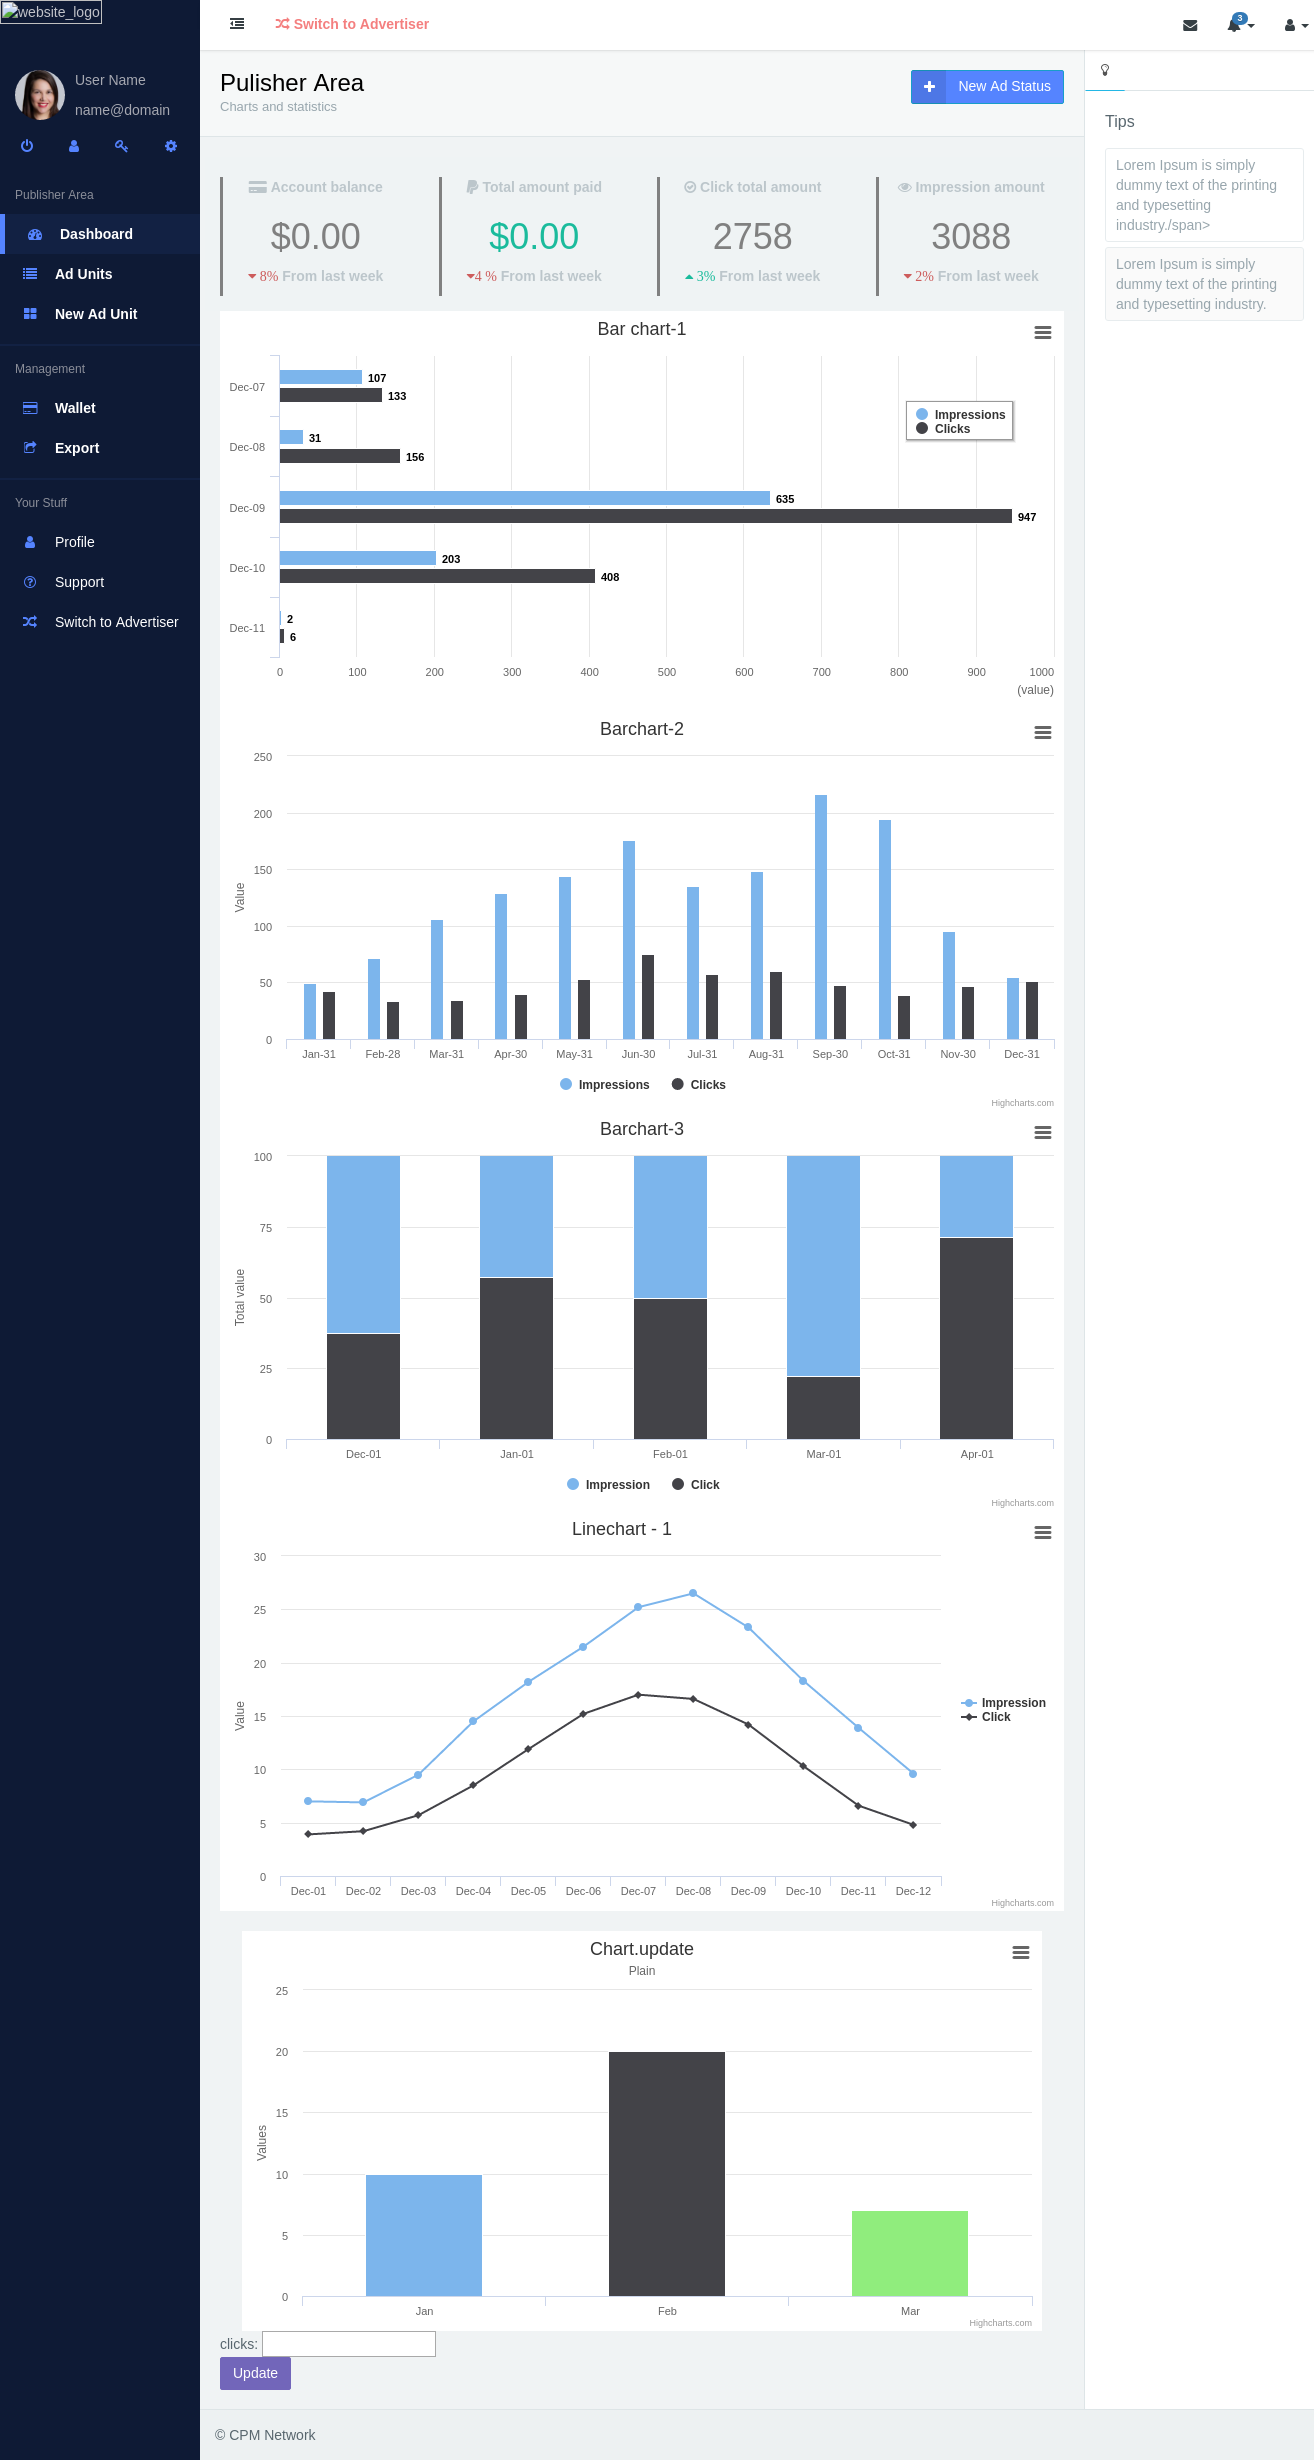 website_logo
User Name
name@domain
Publisher Area
Dashboard
Ad Units
New Ad Unit
Management
Wallet
Export
Your Stuff
Profile
Support
Switch to Advertiser
Switch to Advertiser
3
Pulisher Area
Charts and statistics
New Ad Status
Account balance
$0.00
8% From last week
Total amount paid
$0.00
4 % From last week
Click total amount
2758
3% From last week
Impression amount
3088
2% From last week
Bar chart-1
Dec-07
107
133
Dec-08
31
156
Dec-09
635
947
Dec-10
203
408
Dec-11
2
6
Impressions
Clicks
0 100 200 300 400 500 600 700 800 900 1000
(value)
Barchart-2
250
200
150
100
50
0
Value
Jan-31 Feb-28 Mar-31 Apr-30 May-31 Jun-30 Jul-31 Aug-31 Sep-30 Oct-31 Nov-30 Dec-31
Impressions Clicks
Highcharts.com
Barchart-3
100
75
50
25
0
Total value
Dec-01 Jan-01 Feb-01 Mar-01 Apr-01
Impression Click
Highcharts.com
Linechart - 1
30
25
20
15
10
5
0
Value
Impression
Click
Dec-01 Dec-02 Dec-03 Dec-04 Dec-05 Dec-06 Dec-07 Dec-08 Dec-09 Dec-10 Dec-11 Dec-12
Highcharts.com
Chart.update
Plain
25
20
15
10
5
0
Values
Jan Feb Mar
Highcharts.com
clicks:
Update
Tips
Lorem Ipsum is simply
dummy text of the printing
and typesetting
industry./span>
Lorem Ipsum is simply
dummy text of the printing
and typesetting industry.
© CPM Network